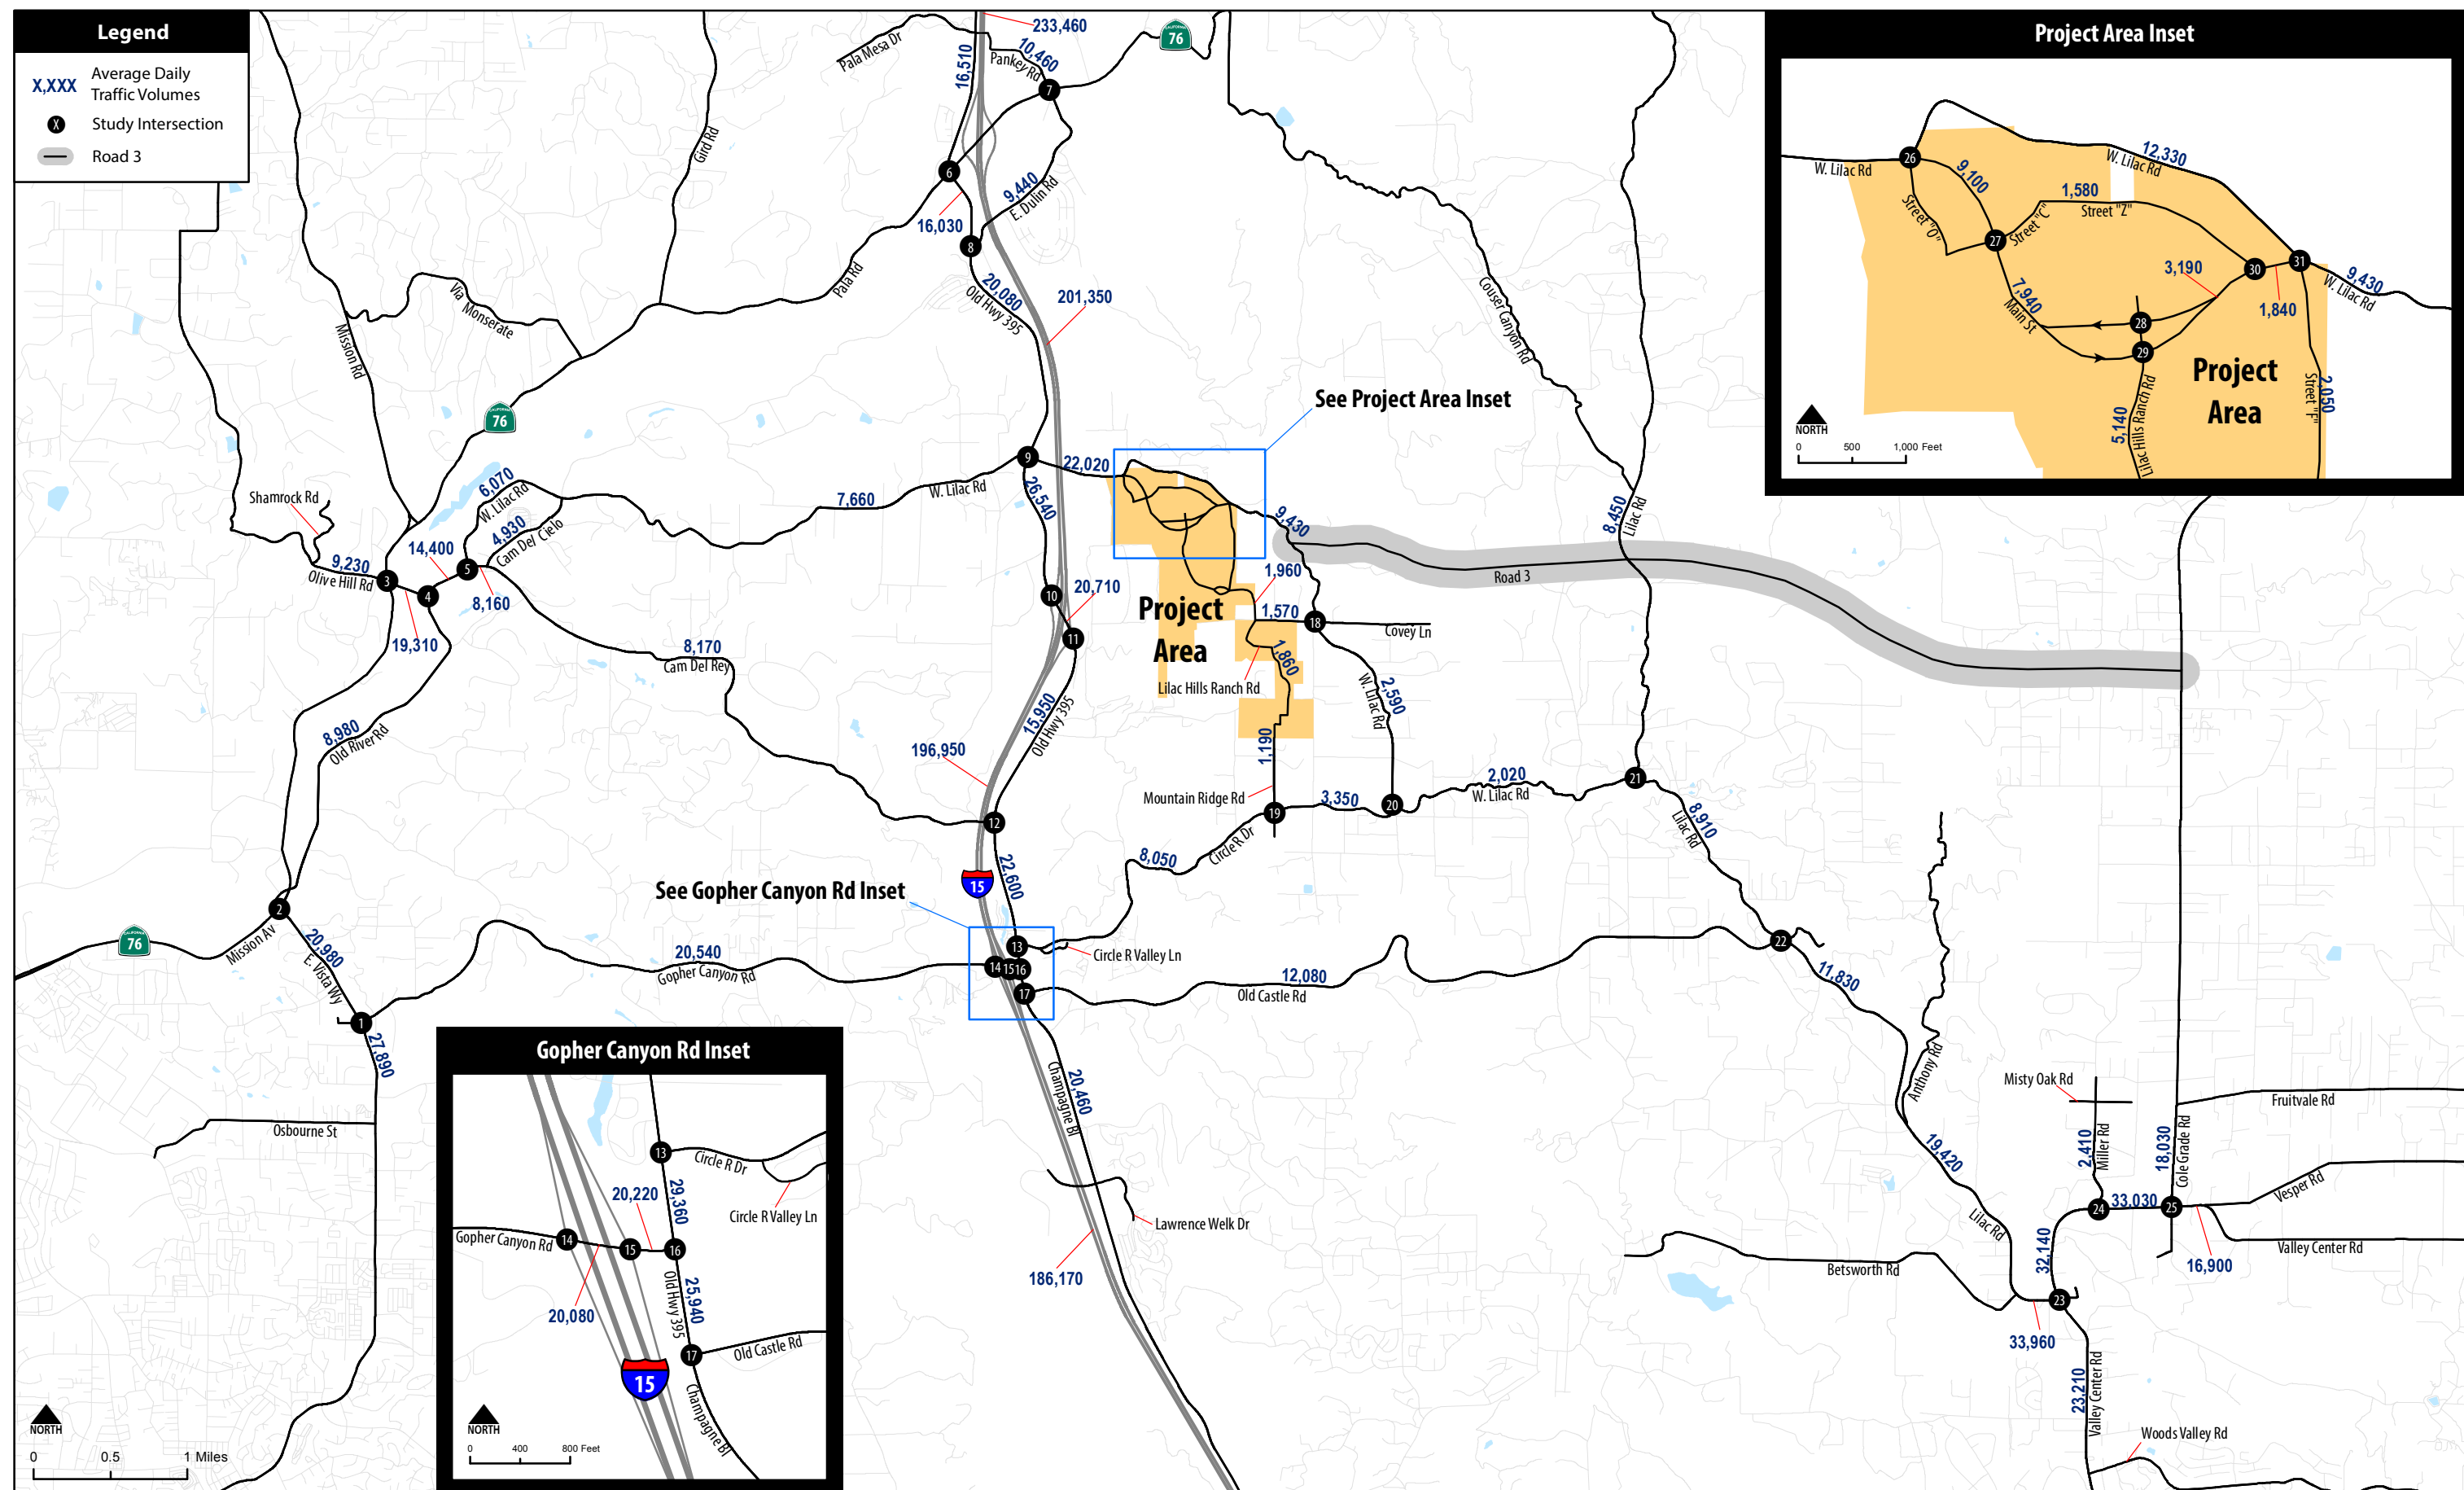 Legend
X,XXX
Average Daily
Traffic Volumes
X
Study Intersection
Road 3
233,460
10,460
Pala Mesa Dr
Pankey Rd
16,510
CALIFORNIA
76
7
Gird Rd
6
9,440
E. Dulin Rd
16,030
8
Pala Rd
20,080
Old Hwy 395
201,350
Via Monserate
Mission Rd
Couser Canyon Rd
See Project Area Inset
CALIFORNIA
76
9
22,020
26,540
W. Lilac Rd
7,660
6,070
W. Lilac Rd
4,930
Cam Del Cielo
Shamrock Rd
14,400
5
9,230
Olive Hill Rd
3
4
8,160
19,310
9,430
8,450
Lilac Rd
Road 3
10
20,710
11
1,960
1,570
18
Covey Ln
Project
Area
1,860
Lilac Hills Ranch Rd
8,170
Cam Del Rey
2,590
W. Lilac Rd
15,950
Old Hwy 395
8,980
Old River Rd
196,950
1,190
Mountain Ridge Rd
19
3,350
20
2,020
W. Lilac Rd
21
8,910
Lilac Rd
12
22,600
8,050
Circle R Dr
15
See Gopher Canyon Rd Inset
2
CALIFORNIA
76
Mission Av
20,980
E. Vista Wy
20,540
Gopher Canyon Rd
13
14
15
16
17
Circle R Valley Ln
12,080
Old Castle Rd
22
11,830
1
27,890
Champagne Bl
20,460
Anthony Rd
Misty Oak Rd
Fruitvale Rd
Osbourne St
2,410
Miller Rd
18,030
Cole Grade Rd
19,420
Lilac Rd
24
33,030
25
Vesper Rd
Valley Center Rd
16,900
Lawrence Welk Dr
186,170
Betsworth Rd
32,140
23
33,960
23,210
Valley Center Rd
Woods Valley Rd
NORTH
0
0.5
1 Miles
Gopher Canyon Rd Inset
13
Circle R Dr
20,220
29,360
Circle R Valley Ln
Gopher Canyon Rd
14
15
16
20,080
Old Hwy 395
25,940
17
Old Castle Rd
15
Champagne Bl
NORTH
0
400
800 Feet
Project Area Inset
26
W. Lilac Rd
12,330
W. Lilac Rd
9,100
1,580
Street "Z"
Street "O"
27
Street "C"
30
31
3,190
9,430
W. Lilac Rd
7,940
Main St
1,840
28
29
Project
Area
5,140
Lilac Hills Ranch Rd
Street "F"
2,050
NORTH
0
500
1,000 Feet